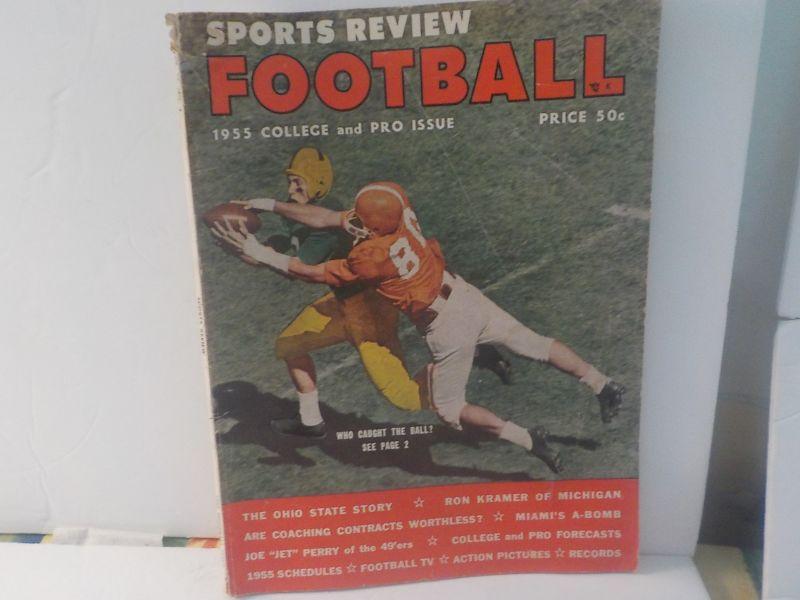 SPORTS REVIEW
FOOTBALL
1955 COLLEGE and PRO ISSUE PRICE 50c
8
WHO CAUGHT THE BALL?
SEE PAGE 2
THE OHIO STATE STORY ☆ RON KRAMER OF MICHIGAN
ARE COACHING CONTRACTS WORTHLESS? ☆ MIAMI'S A-BOMB
JOE "JET" PERRY of the 49'ers ☆ COLLEGE and PRO FORECASTS
1955 SCHEDULES ☆ FOOTBALL TV ☆ ACTION PICTURES ☆ RECORDS